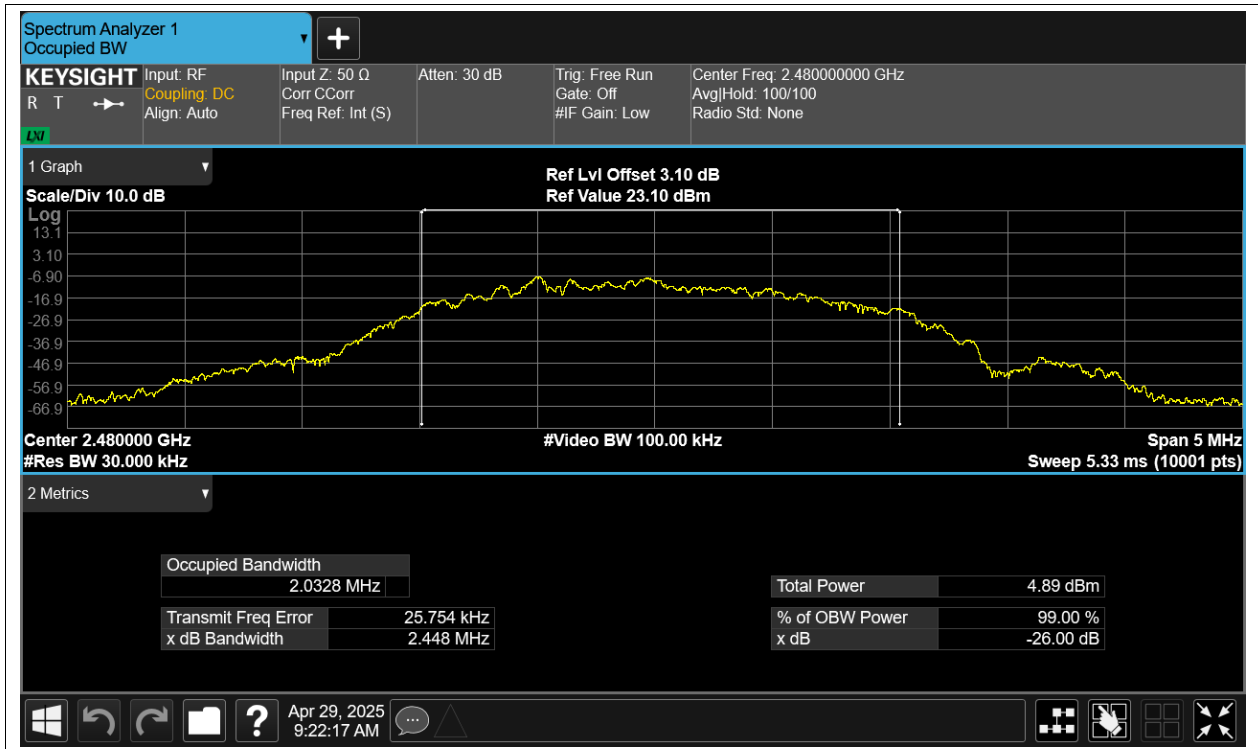 Spectrum Analyzer 1
Occupied BW
KEYSIGHT
R T
LXI
Input: RF
Coupling: DC
Align: Auto
Input Z: 50 Ω
Corr CCorr
Freq Ref: Int (S)
Atten: 30 dB
Trig: Free Run
Gate: Off
#IF Gain: Low
Center Freq: 2.480000000 GHz
Avg|Hold: 100/100
Radio Std: None
1 Graph
Scale/Div 10.0 dB
Ref Lvl Offset 3.10 dB
Ref Value 23.10 dBm
Log
13.1
3.10
-6.90
-16.9
-26.9
-36.9
-46.9
-56.9
-66.9
Center 2.480000 GHz
#Res BW 30.000 kHz
#Video BW 100.00 kHz
Span 5 MHz
Sweep 5.33 ms (10001 pts)
2 Metrics
Occupied Bandwidth
2.0328 MHz
Transmit Freq Error 25.754 kHz
x dB Bandwidth 2.448 MHz
Total Power 4.89 dBm
% of OBW Power 99.00 %
x dB -26.00 dB
?
Apr 29, 2025
9:22:17 AM